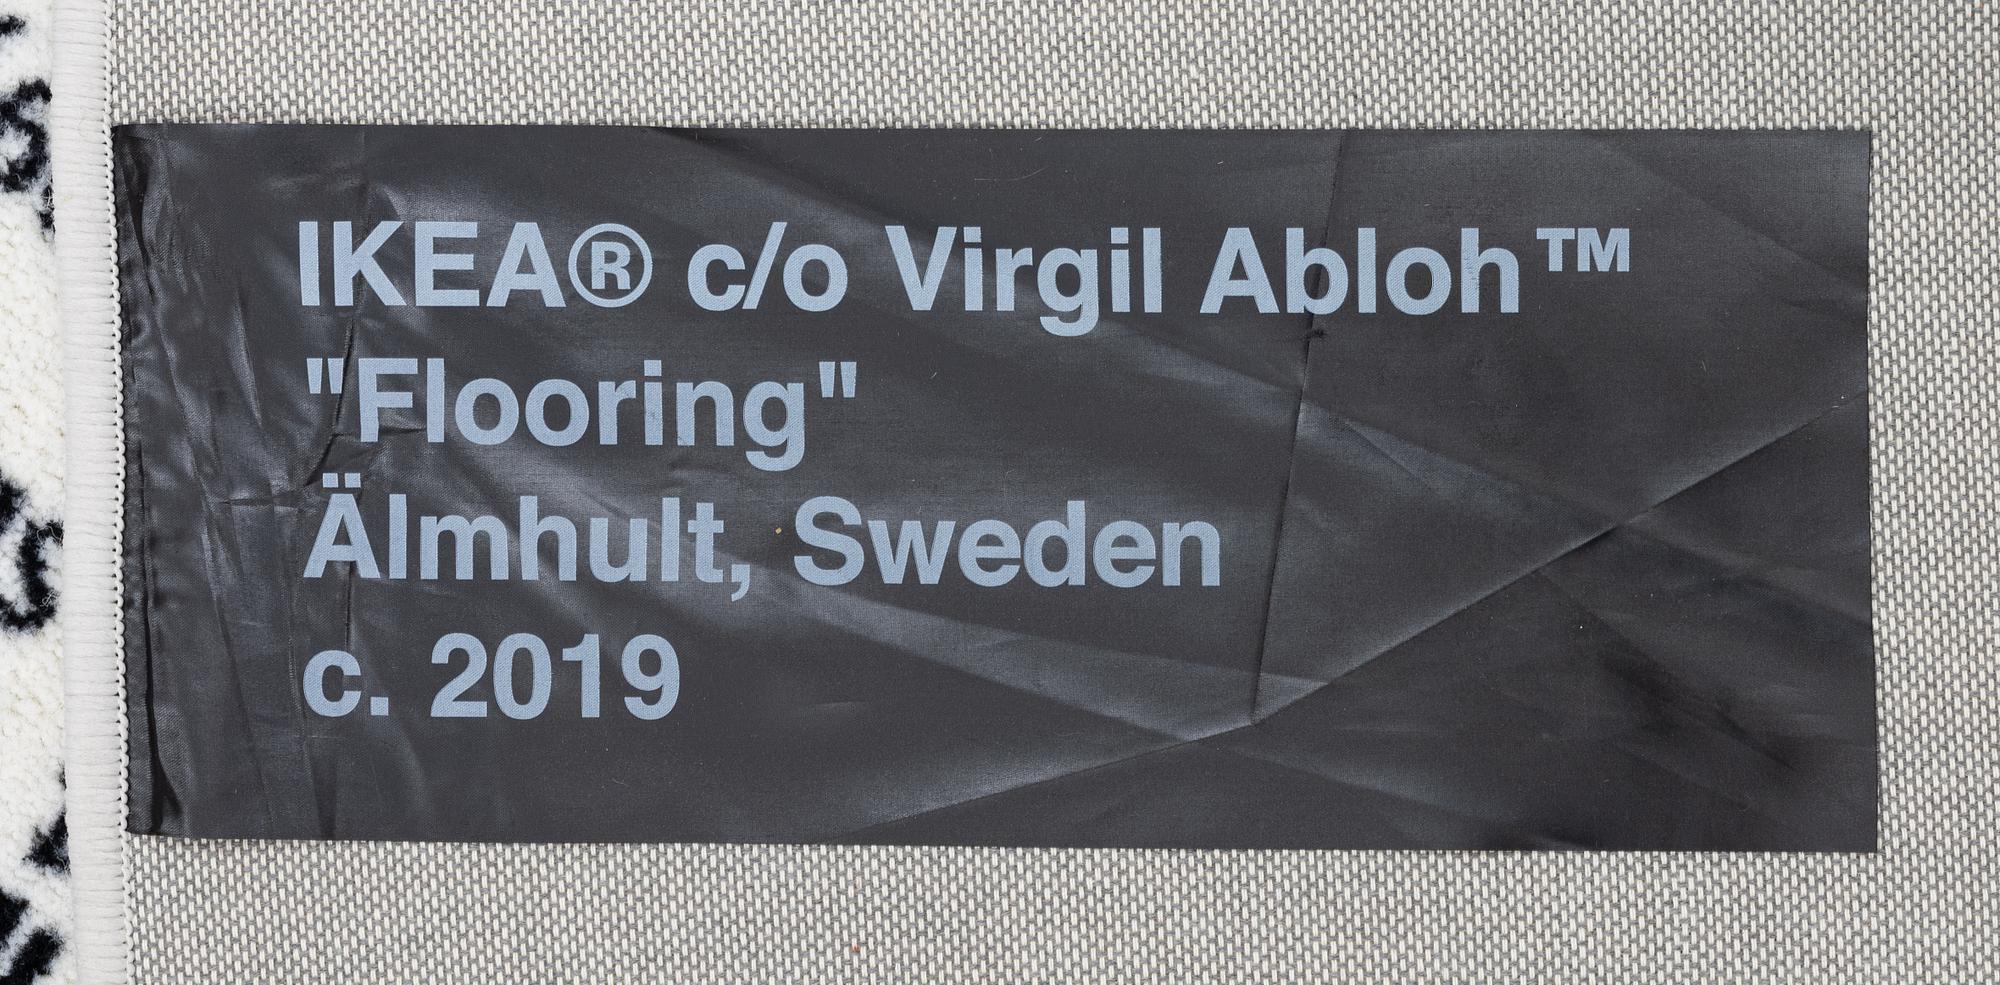 IKEA® c/o Virgil Abloh™
"Flooring"
Älmhult, Sweden
c. 2019